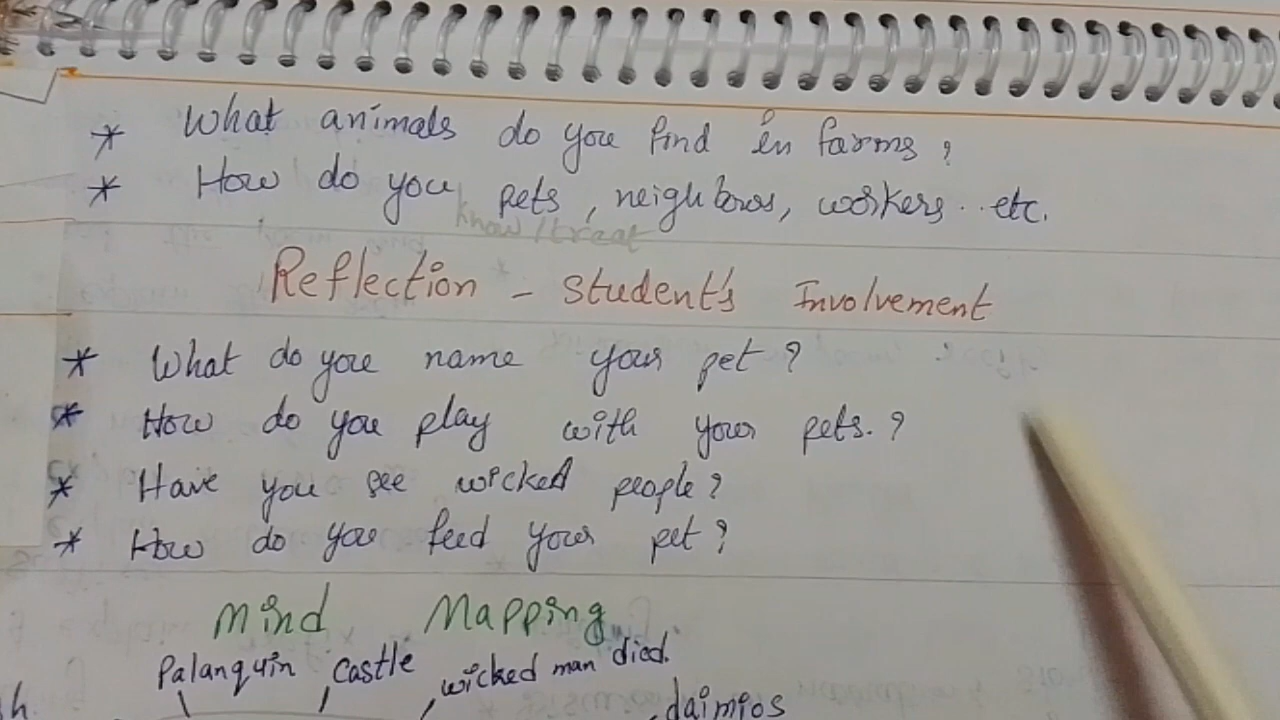 * What animals do you find in farms?
* How do you pets, neighbours, workers.. etc.
know/treat
Reflection - Student's Involvement
* What do you name your pet?
* How do you play with your pets.?
* Have you see wicked people?
* How do you feed your pet?
Mind Mapping
Palanquin castle wicked man died.
daimios